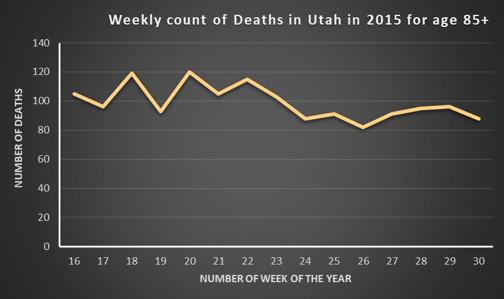 Weekly count of Deaths in Utah in 2015 for age 85+
140
120
100
80
60
40
20
0
NUMBER OF DEATHS
16 17 18 19 20 21 22 23 24 25 26 27 28 29 30
NUMBER OF WEEK OF THE YEAR